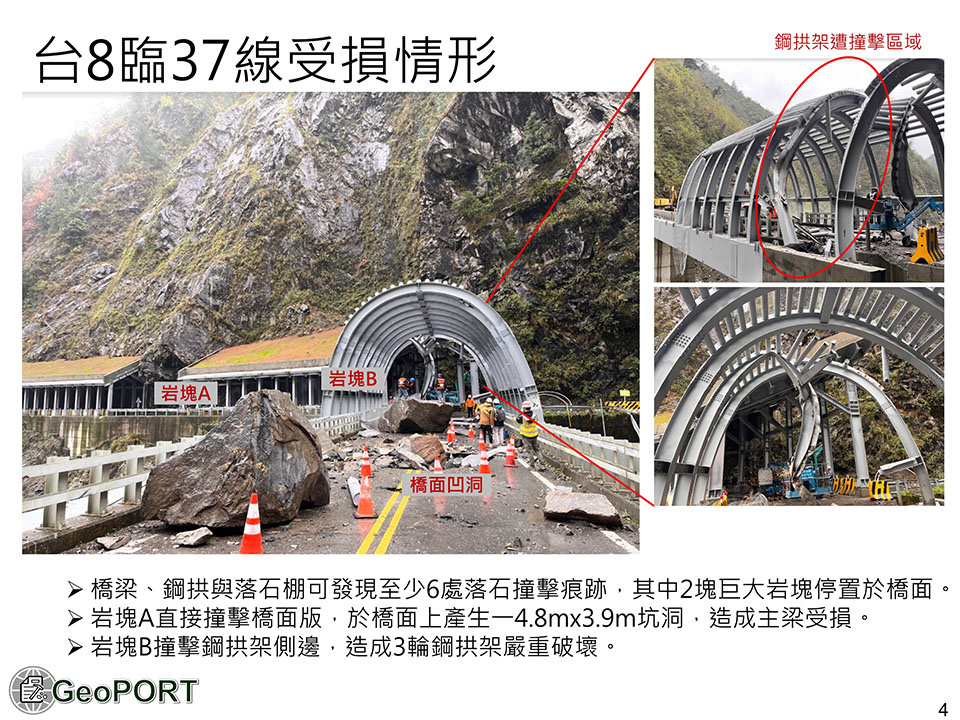 台8臨37線受損情形
鋼拱架遭撞擊區域
岩塊A
岩塊B
橋面凹洞
➢ 橋梁、鋼拱與落石棚可發現至少6處落石撞擊痕跡，其中2塊巨大岩塊停置於橋面。
➢ 岩塊A直接撞擊橋面版，於橋面上產生一4.8mx3.9m坑洞，造成主梁受損。
➢ 岩塊B撞擊鋼拱架側邊，造成3輪鋼拱架嚴重破壞。
GeoPORT
4